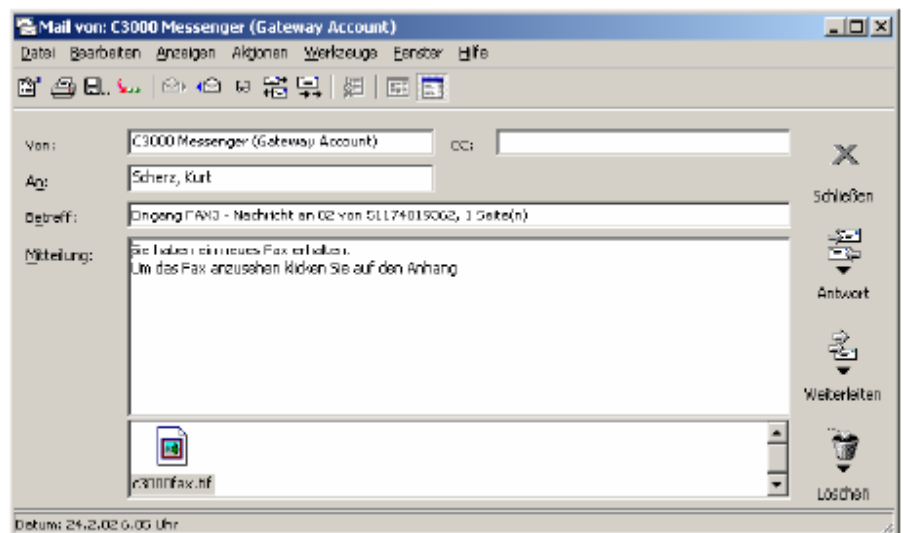 Mail von: C3000 Messenger (Gateway Account)
Datei Bearbeiten Anzeigen Aktionen Werkzeuge Fenster Hilfe
Von: C3000 Messenger (Gateway Account) CC:
An: Scherz, Kurt
Schließen
Betreff: Eingang FAX3 - Nachricht an 02 von 51174019362, 1 Seite(n)
Mitteilung: Sie haben ein neues Fax erhalten.
Um das Fax anzusehen klicken Sie auf den Anhang
Antwort
Weiterleiten
c3000fax.tif
Löschen
Datum: 24.2.02 6.05 Uhr